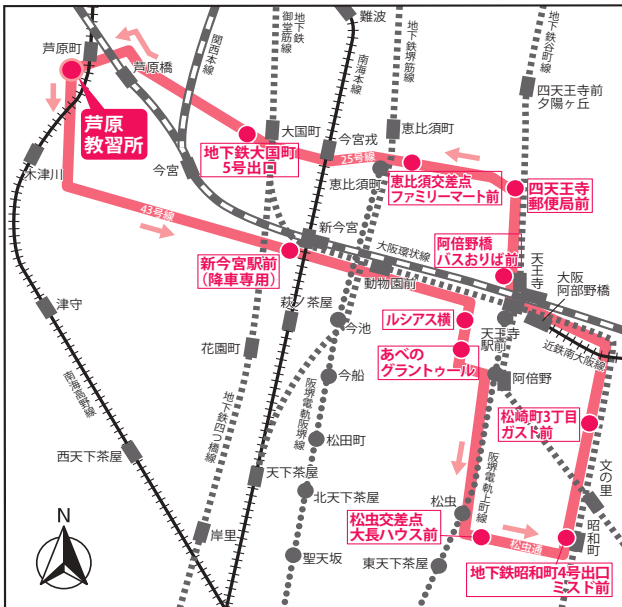 難波
地下鉄
御堂筋線
関西本線
南海本線
地下鉄堺筋線
地下鉄谷町線
芦原町
芦原橋
四天王寺前
夕陽ヶ丘
大国町
今宮戎
恵比須町
芦原
教習所
地下鉄大国町
5号出口
25号線
木津川
今宮
恵比須町
恵比須交差点
ファミリーマート前
四天王寺
郵便局前
43号線
新今宮
大阪環状線
阿倍野橋
バスおりば前
天王寺
新今宮駅前
(降車専用)
動物園前
大阪
阿部野橋
津守
萩ノ茶屋
今池
ルシアス横
天王寺
駅前
近鉄南大阪線
花園町
あべの
グラントゥール
今船
阿倍野
南海高野線
地下鉄四つ橋線
阪堺電軌阪堺線
松崎町3丁目
ガスト前
松田町
西天下茶屋
天下茶屋
阪堺電軌上町線
文の里
北天下茶屋
松虫
N
岸里
松虫交差点
大長ハウス前
松虫通
昭和町
聖天坂
東天下茶屋
地下鉄昭和町4号出口
ミスド前